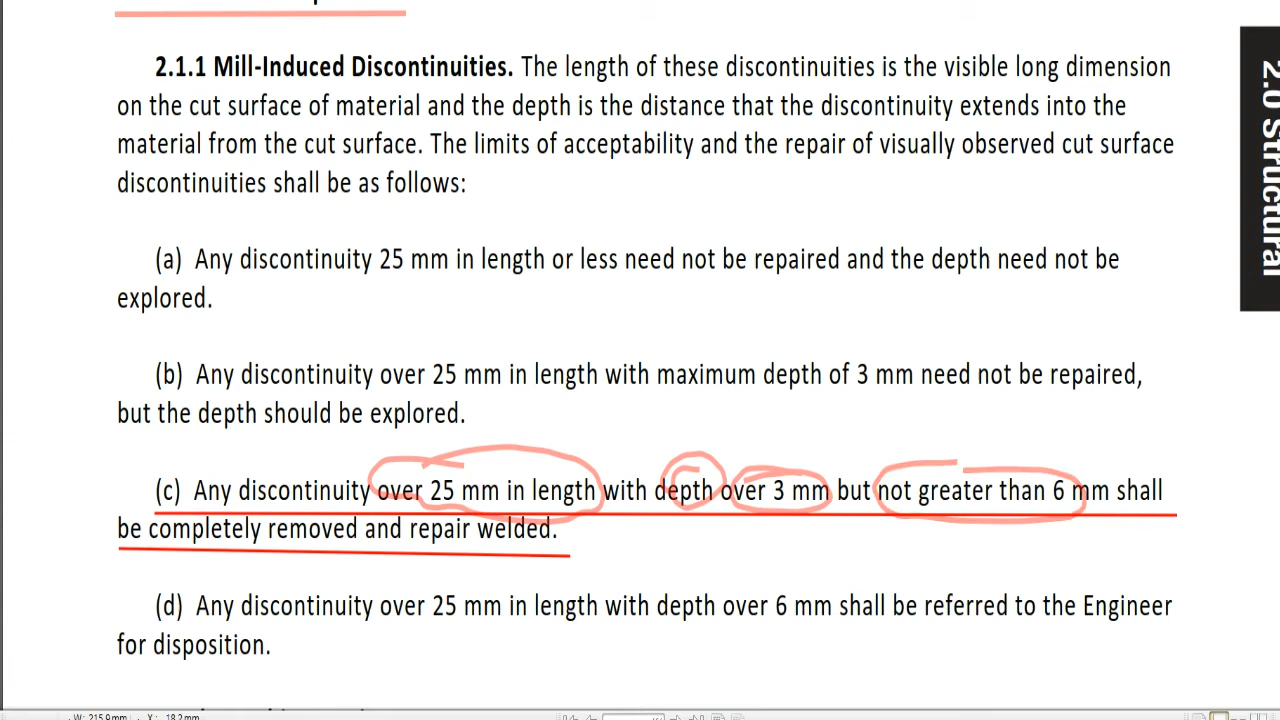 2.1.1 Mill-Induced Discontinuities. The length of these discontinuities is the visible long dimension
on the cut surface of material and the depth is the distance that the discontinuity extends into the
material from the cut surface. The limits of acceptability and the repair of visually observed cut surface
discontinuities shall be as follows:
(a) Any discontinuity 25 mm in length or less need not be repaired and the depth need not be
explored.
(b) Any discontinuity over 25 mm in length with maximum depth of 3 mm need not be repaired,
but the depth should be explored.
(c) Any discontinuity over 25 mm in length with depth over 3 mm but not greater than 6 mm shall
be completely removed and repair welded.
(d) Any discontinuity over 25 mm in length with depth over 6 mm shall be referred to the Engineer
for disposition.
2.0 Structural